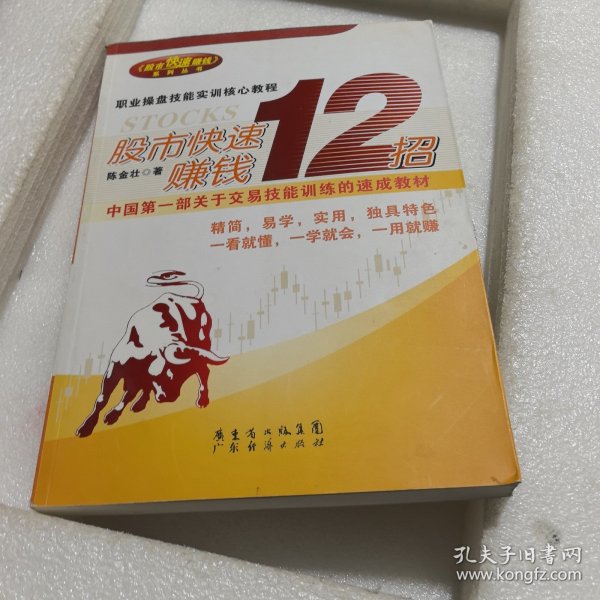 《股市快速赚钱》
系列丛书
职业操盘技能实训核心教程
STOCKS
股市快速
赚钱
12
招
陈金壮 著
中国第一部关于交易技能训练的速成教材
精简，易学，实用，独具特色
一看就懂，一学就会，一用就赚
廣東省出版集團
广东经济出版社
孔夫子旧书网
www.kongfz.com